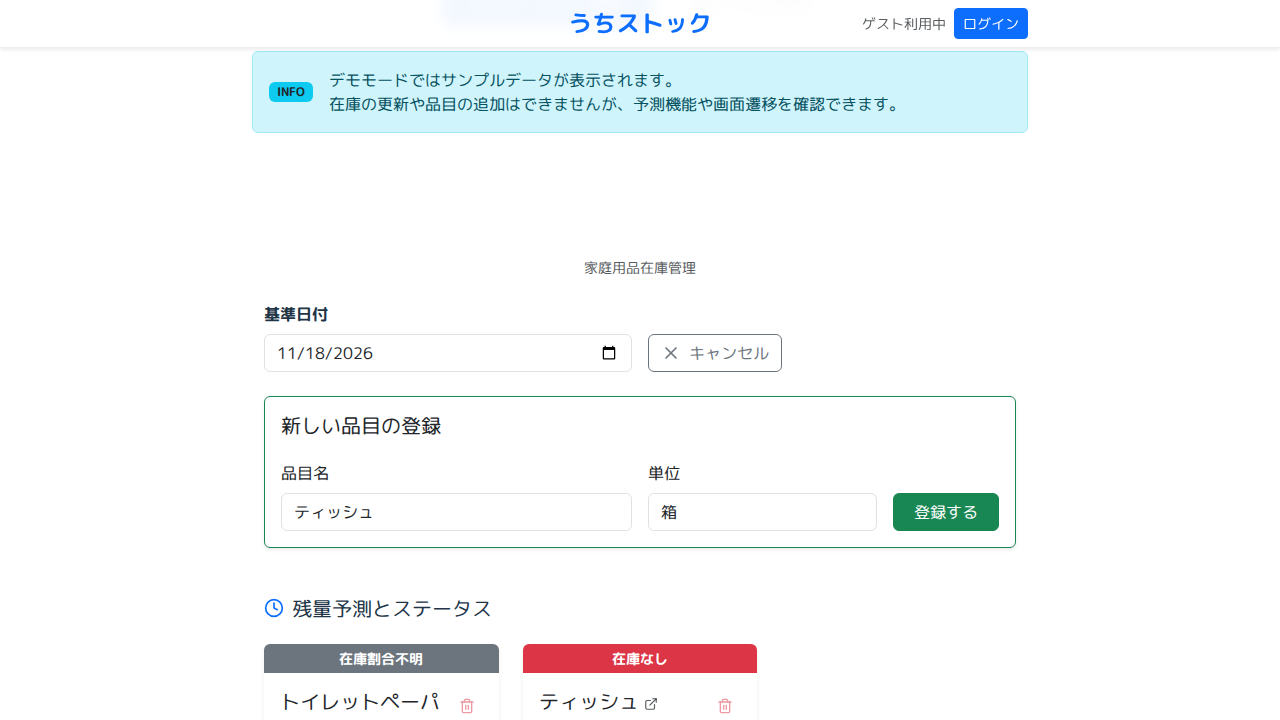 うちストック
ゲスト利用中
ログイン
INFO
デモモードではサンプルデータが表示されます。
在庫の更新や品目の追加はできませんが、予測機能や画面遷移を確認できます。
家庭用品在庫管理
基準日付
11/18/2026
キャンセル
新しい品目の登録
品目名
単位
ティッシュ
箱
登録する
残量予測とステータス
在庫割合不明
在庫なし
トイレットペーパ
ティッシュ